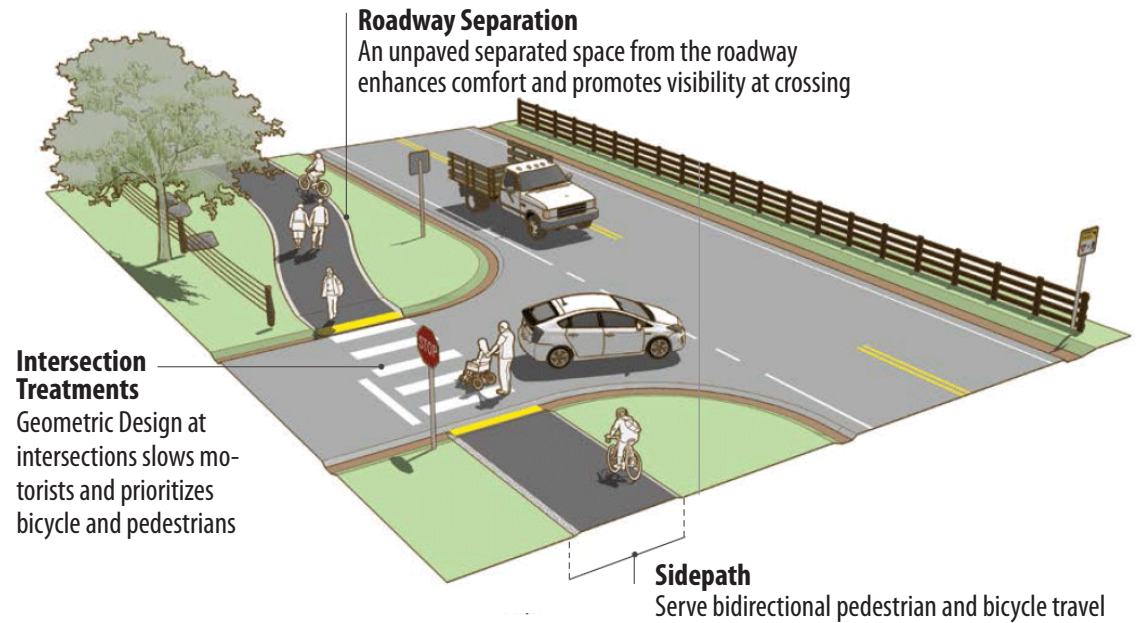 Roadway Separation
An unpaved separated space from the roadway
enhances comfort and promotes visibility at crossing
STOP
Intersection
Treatments
Geometric Design at
intersections slows mo-
torists and prioritizes
bicycle and pedestrians
Sidepath
Serve bidirectional pedestrian and bicycle travel